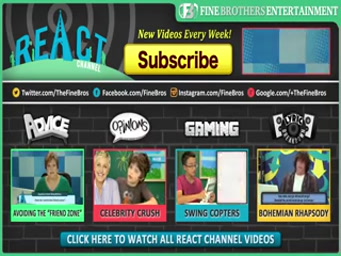 REACT
CHANNEL
FINE BROTHERS ENTERTAINMENT
New Videos Every Week!
Subscribe
Twitter.com/TheFineBros
Facebook.com/FineBros
Instagram.com/FineBros
Google.com/+TheFineBros
ADVICE
OPINIONS
GAMING
LYRIC
AVOIDING THE "FRIEND ZONE"
CELEBRITY CRUSH
SWING COPTERS
BOHEMIAN RHAPSODY
CLICK HERE TO WATCH ALL REACT CHANNEL VIDEOS